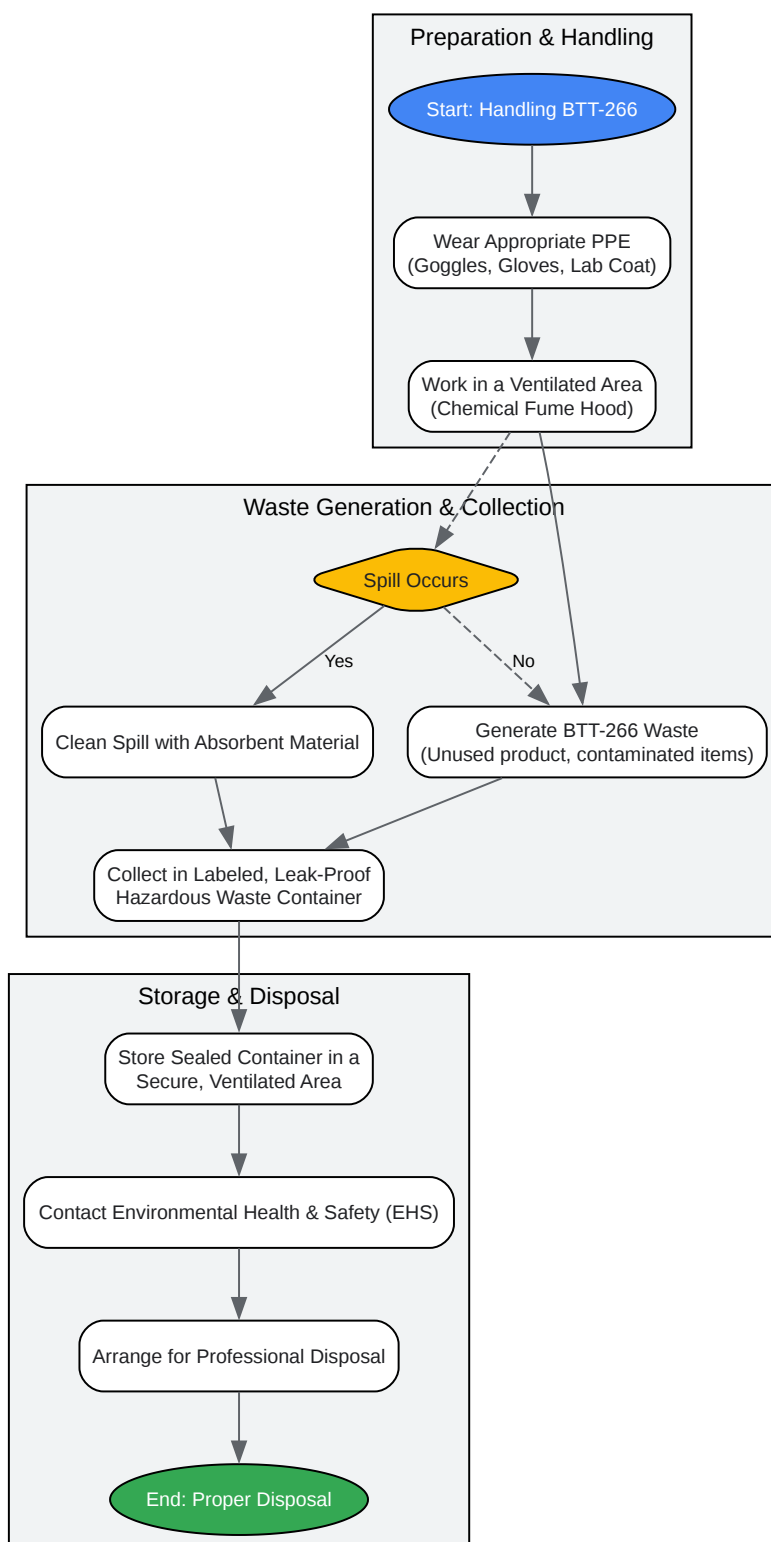 Preparation & Handling
Start: Handling BTT-266
Wear Appropriate PPE
(Goggles, Gloves, Lab Coat)
Work in a Ventilated Area
(Chemical Fume Hood)
Waste Generation & Collection
Spill Occurs
Yes
No
Clean Spill with Absorbent Material
Generate BTT-266 Waste
(Unused product, contaminated items)
Collect in Labeled, Leak-Proof
Hazardous Waste Container
Storage & Disposal
Store Sealed Container in a
Secure, Ventilated Area
Contact Environmental Health & Safety (EHS)
Arrange for Professional Disposal
End: Proper Disposal